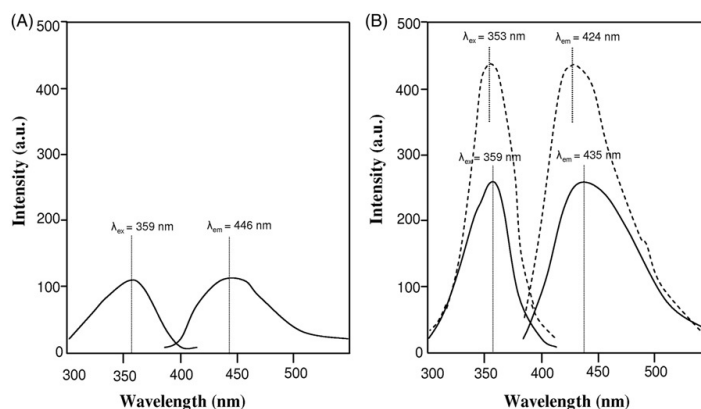 (A)
500
400
300
200
100
0
Intensity (a.u.)
λex = 359 nm
λem = 446 nm
300 350 400 450 500
Wavelength (nm)
(B)
500
400
300
200
100
0
Intensity (a.u.)
λex = 353 nm
λem = 424 nm
λex = 359 nm
λem = 435 nm
300 350 400 450 500
Wavelength (nm)